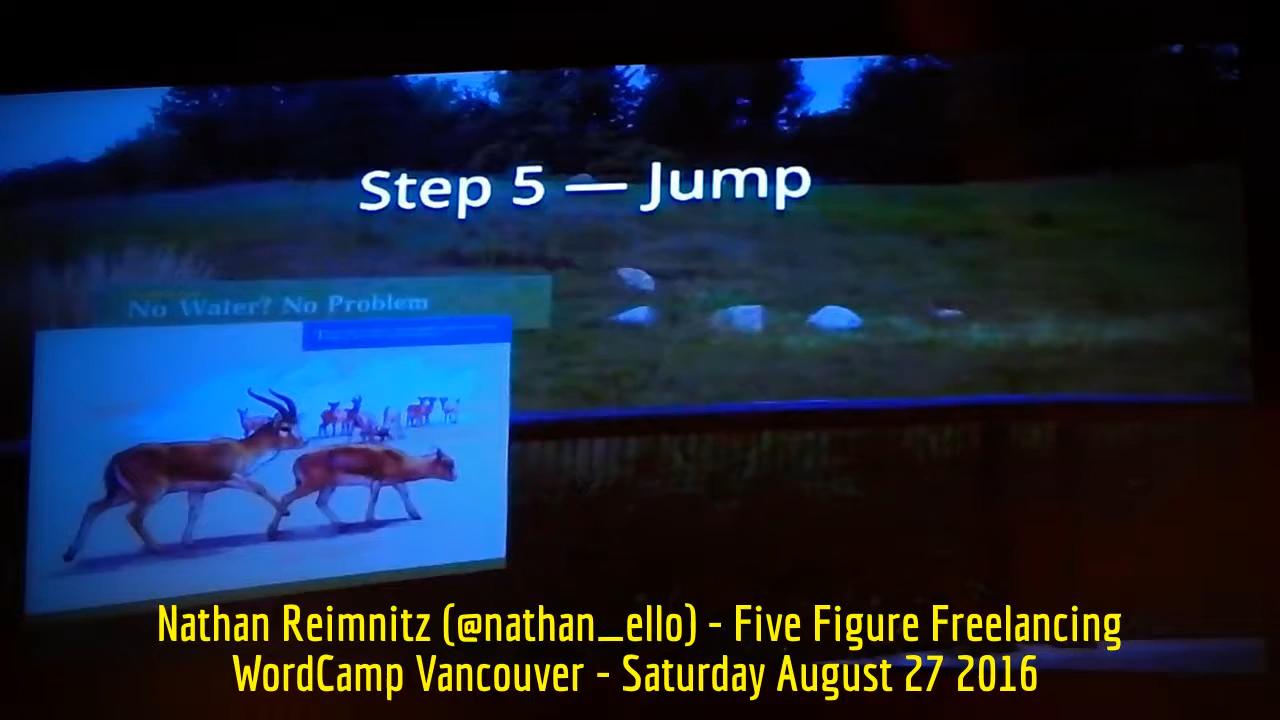 Step 5 — Jump
No Water? No Problem
Nathan Reimnitz (@nathan_ello) - Five Figure Freelancing
WordCamp Vancouver - Saturday August 27 2016